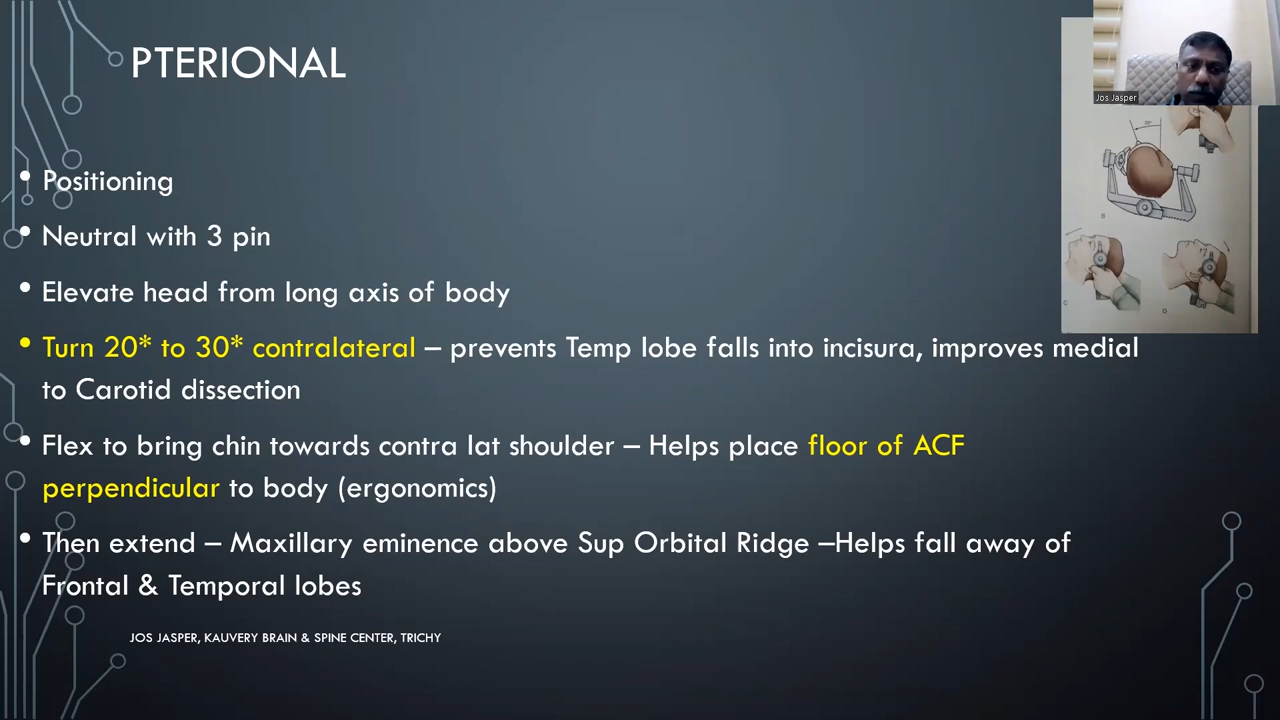 PTERIONAL
Jos Jasper
• Positioning
• Neutral with 3 pin
• Elevate head from long axis of body
• Turn 20* to 30* contralateral – prevents Temp lobe falls into incisura, improves medial
to Carotid dissection
• Flex to bring chin towards contra lat shoulder – Helps place floor of ACF
perpendicular to body (ergonomics)
• Then extend – Maxillary eminence above Sup Orbital Ridge –Helps fall away of
Frontal & Temporal lobes
JOS JASPER, KAUVERY BRAIN & SPINE CENTER, TRICHY
B
C
D